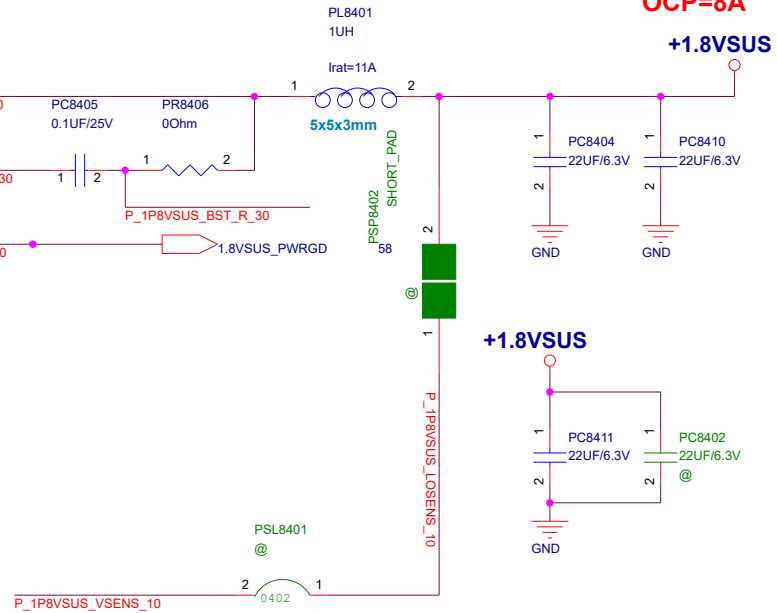 OCP=8A
PL8401
1UH
+1.8VSUS
Irat=11A
1
2
5x5x3mm
0
PC8405
PR8406
0.1UF/25V
0Ohm
1
2
1
2
30
P_1P8VSUS_BST_R_30
1.8VSUS_PWRGD
58
0
SHORT_PAD
PSP8402
2
@
1
1
PC8404
22UF/6.3V
2
GND
1
PC8410
22UF/6.3V
2
GND
+1.8VSUS
P_1P8VSUS_LOSENS_10
1
PC8411
22UF/6.3V
2
GND
1
PC8402
22UF/6.3V
@
2
PSL8401
@
2
1
0402
P_1P8VSUS_VSENS_10